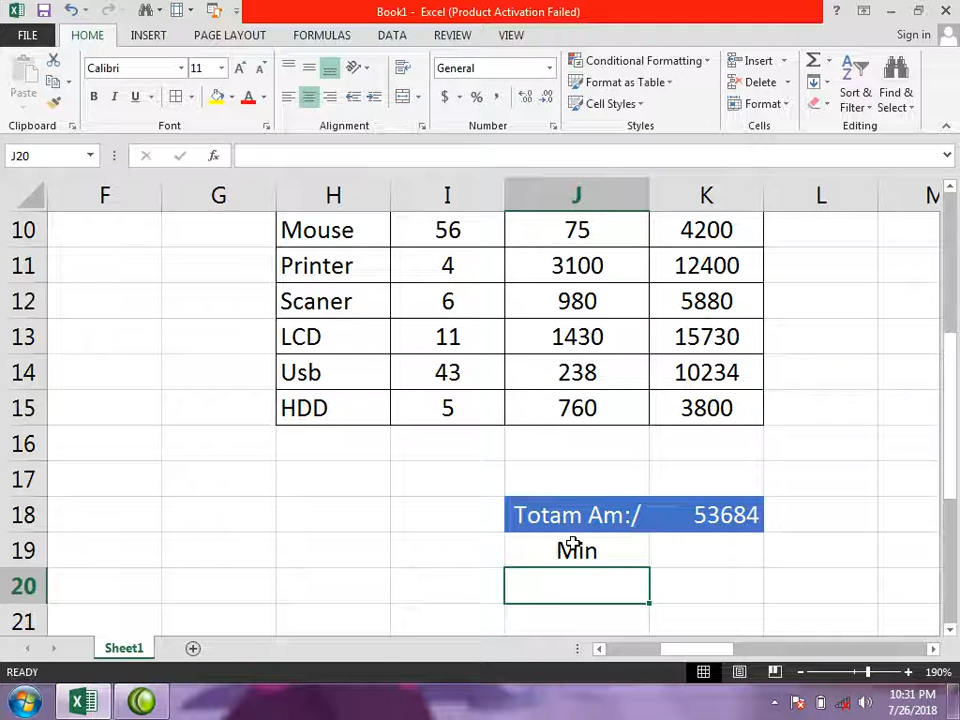 Book1 - Excel (Product Activation Failed)
?
FILE HOME INSERT PAGE LAYOUT FORMULAS DATA REVIEW VIEW Sign in
Paste
Calibri 11
B I U
A A
General
$ % ,
Conditional Formatting
Format as Table
Cell Styles
Insert
Delete
Format
Sort &
Filter
Find &
Select
Clipboard Font Alignment Number Styles Cells Editing
J20 fx
F G H I J K L M
10 Mouse 56 75 4200
11 Printer 4 3100 12400
12 Scaner 6 980 5880
13 LCD 11 1430 15730
14 Usb 43 238 10234
15 HDD 5 760 3800
16
17
18 Totam Am:/ 53684
19 Min
20
21
Sheet1
READY 190%
10:31 PM
7/26/2018